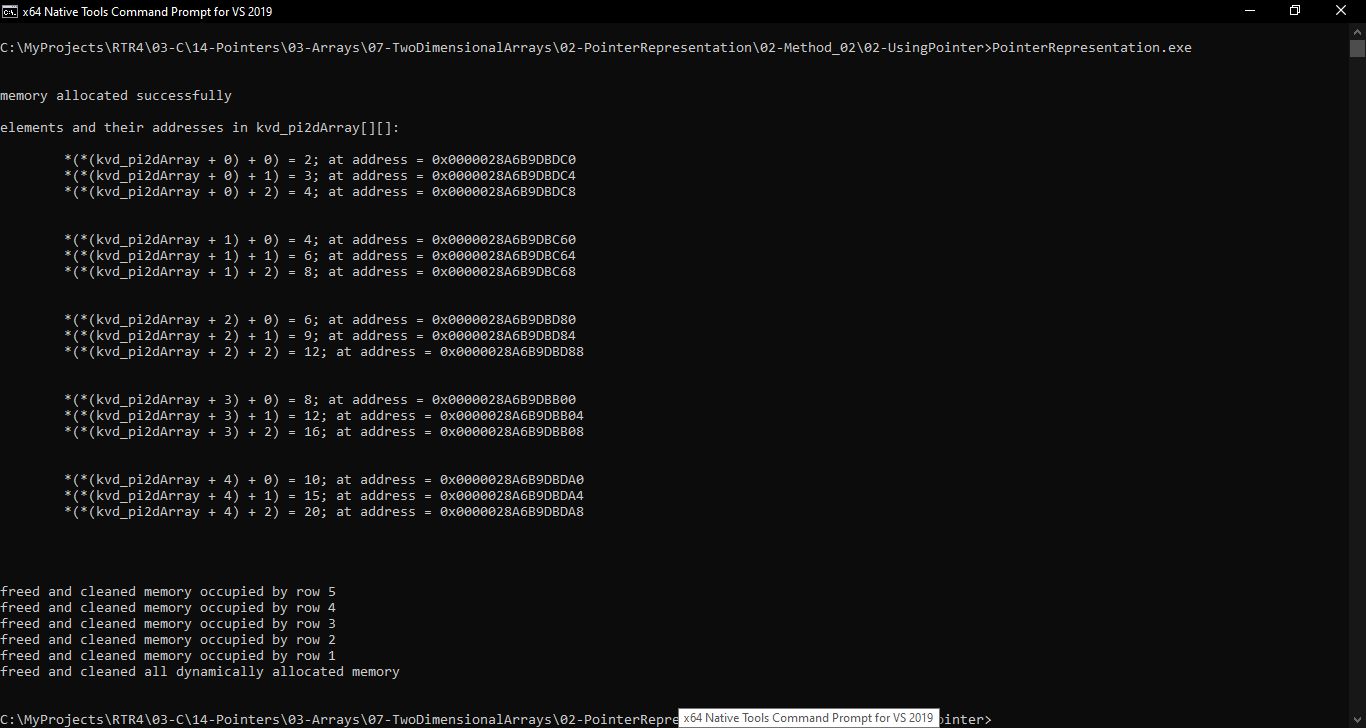 x64 Native Tools Command Prompt for VS 2019
C:\MyProjects\RTR4\03-C\14-Pointers\03-Arrays\07-TwoDimensionalArrays\02-PointerRepresentation\02-Method_02\02-UsingPointer>PointerRepresentation.exe
memory allocated successfully
elements and their addresses in kvd_pi2dArray[][]:
*(*(kvd_pi2dArray + 0) + 0) = 2; at address = 0x0000028A6B9DBDC0
*(*(kvd_pi2dArray + 0) + 1) = 3; at address = 0x0000028A6B9DBDC4
*(*(kvd_pi2dArray + 0) + 2) = 4; at address = 0x0000028A6B9DBDC8
*(*(kvd_pi2dArray + 1) + 0) = 4; at address = 0x0000028A6B9DBC60
*(*(kvd_pi2dArray + 1) + 1) = 6; at address = 0x0000028A6B9DBC64
*(*(kvd_pi2dArray + 1) + 2) = 8; at address = 0x0000028A6B9DBC68
*(*(kvd_pi2dArray + 2) + 0) = 6; at address = 0x0000028A6B9DBD80
*(*(kvd_pi2dArray + 2) + 1) = 9; at address = 0x0000028A6B9DBD84
*(*(kvd_pi2dArray + 2) + 2) = 12; at address = 0x0000028A6B9DBD88
*(*(kvd_pi2dArray + 3) + 0) = 8; at address = 0x0000028A6B9DBB00
*(*(kvd_pi2dArray + 3) + 1) = 12; at address = 0x0000028A6B9DBB04
*(*(kvd_pi2dArray + 3) + 2) = 16; at address = 0x0000028A6B9DBB08
*(*(kvd_pi2dArray + 4) + 0) = 10; at address = 0x0000028A6B9DBDA0
*(*(kvd_pi2dArray + 4) + 1) = 15; at address = 0x0000028A6B9DBDA4
*(*(kvd_pi2dArray + 4) + 2) = 20; at address = 0x0000028A6B9DBDA8
freed and cleaned memory occupied by row 5
freed and cleaned memory occupied by row 4
freed and cleaned memory occupied by row 3
freed and cleaned memory occupied by row 2
freed and cleaned memory occupied by row 1
freed and cleaned all dynamically allocated memory
C:\MyProjects\RTR4\03-C\14-Pointers\03-Arrays\07-TwoDimensionalArrays\02-PointerRepre x64 Native Tools Command Prompt for VS 2019 ointer>